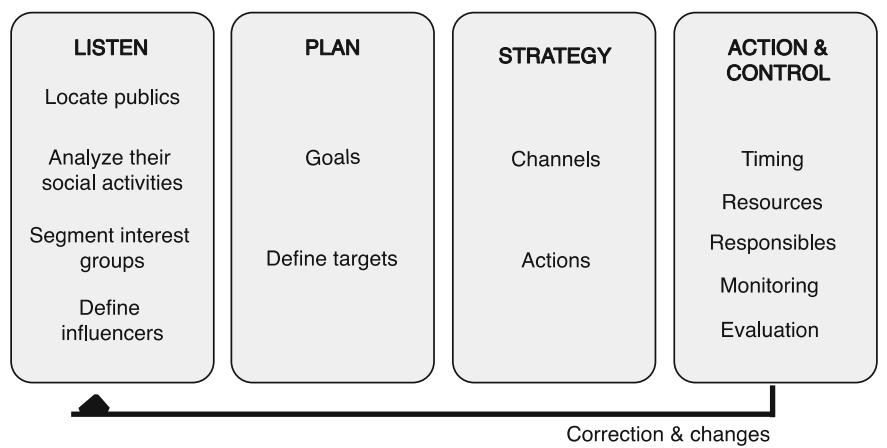 LISTEN
Locate publics
Analyze their
social activities
Segment interest
groups
Define
influencers
PLAN
Goals
Define targets
STRATEGY
Channels
Actions
ACTION &
CONTROL
Timing
Resources
Responsibles
Monitoring
Evaluation
Correction & changes